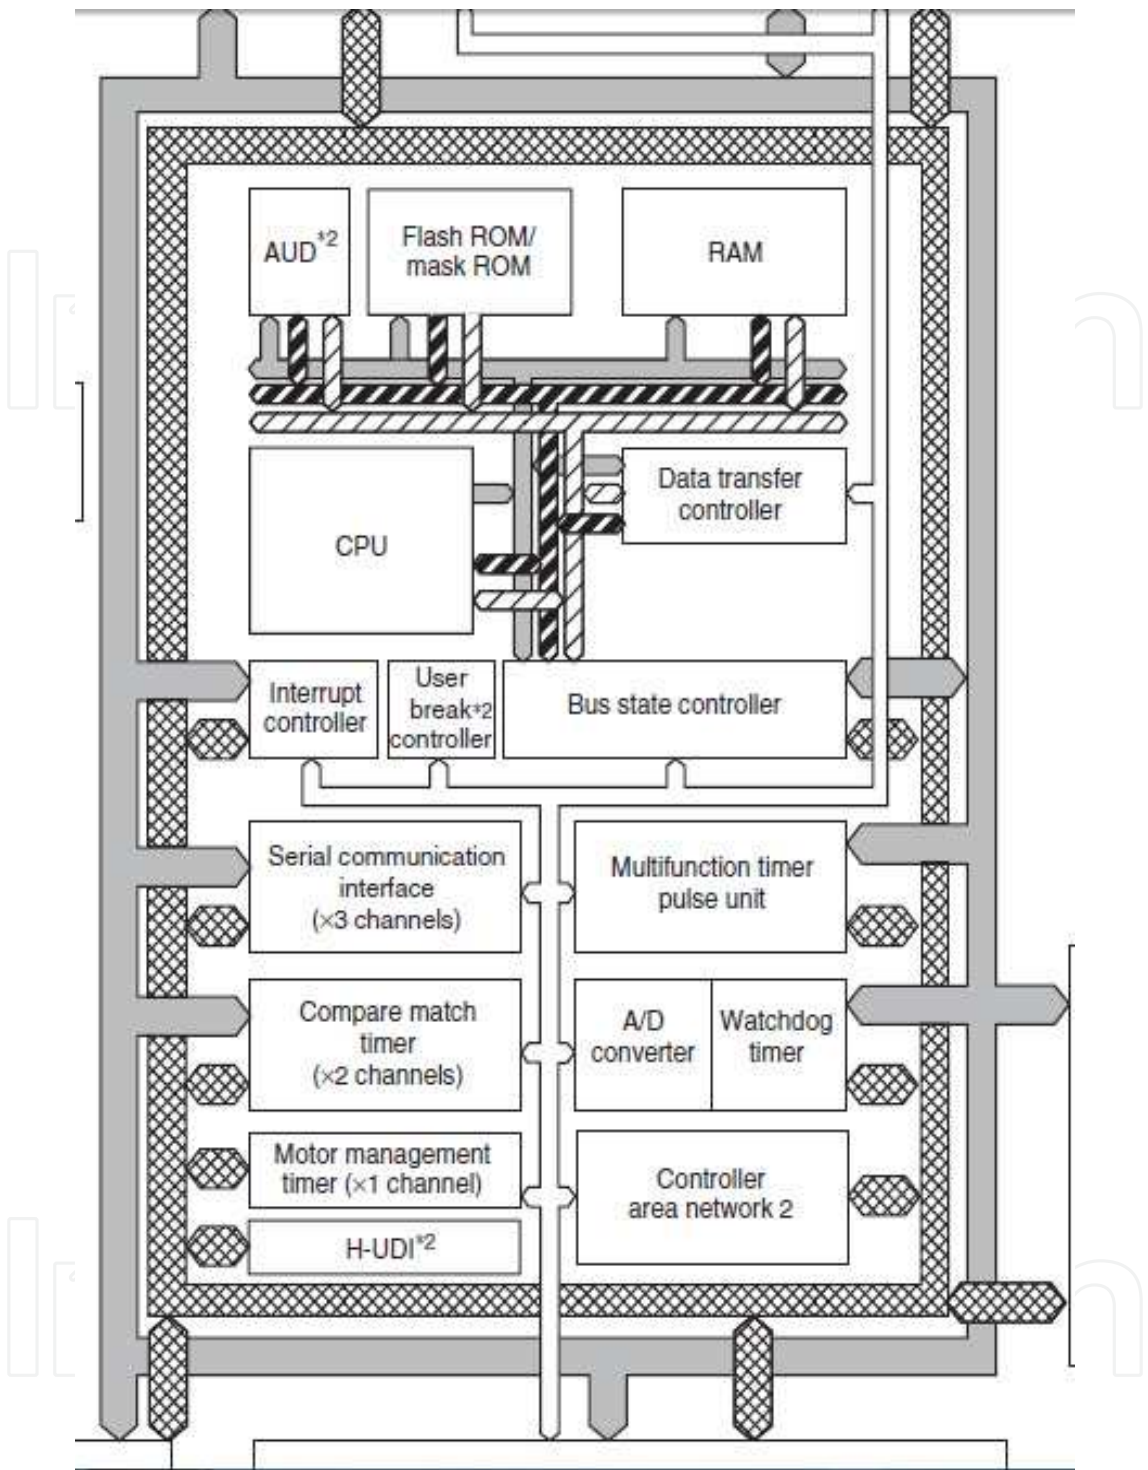 AUD*2
Flash ROM/
mask ROM
RAM
CPU
Data transfer
controller
Interrupt
controller
User
break*2
controller
Bus state controller
Serial communication
interface
(×3 channels)
Multifunction timer
pulse unit
Compare match
timer
(×2 channels)
A/D
converter
Watchdog
timer
Motor management
timer (×1 channel)
Controller
area network 2
H-UDI*2